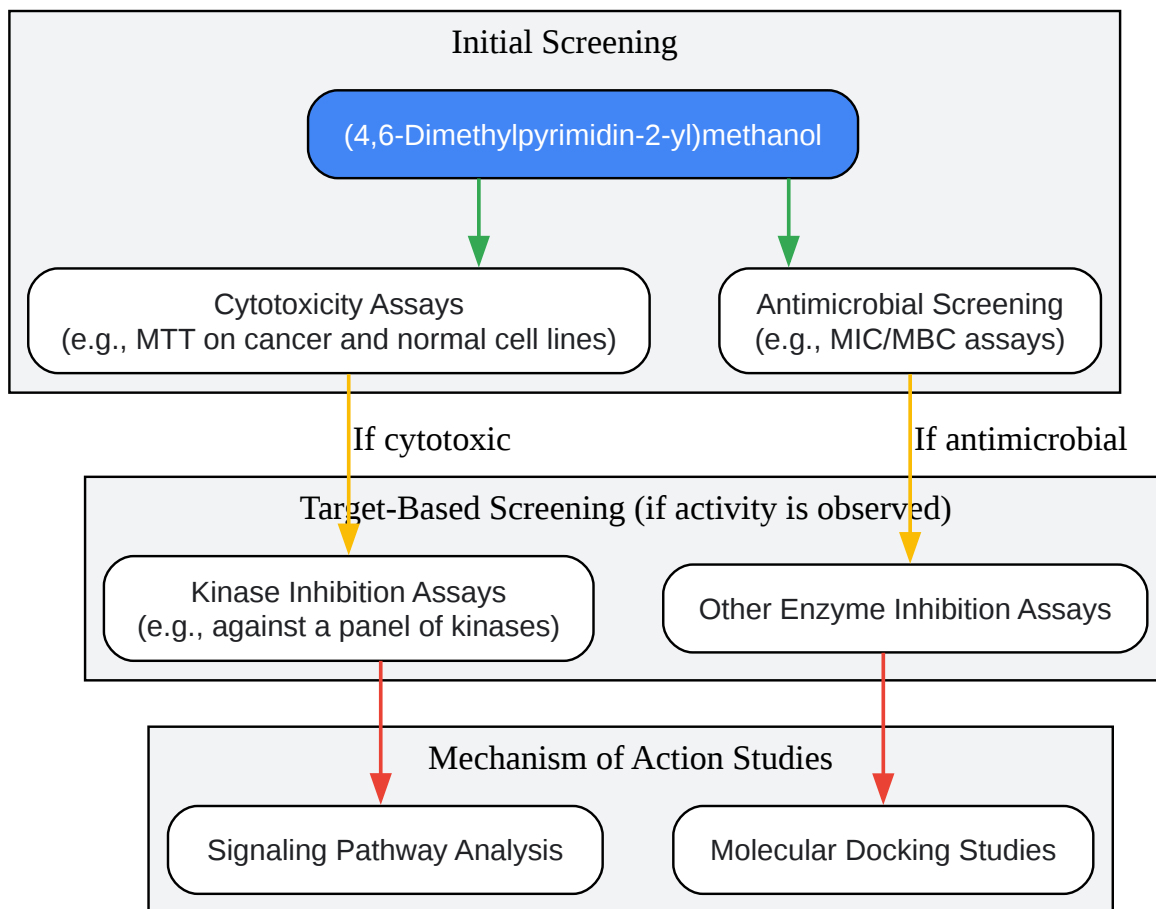 Initial Screening
(4,6-Dimethylpyrimidin-2-yl)methanol
Cytotoxicity Assays
(e.g., MTT on cancer and normal cell lines)
Antimicrobial Screening
(e.g., MIC/MBC assays)
If cytotoxic
If antimicrobial
Target-Based Screening (if activity is observed)
Kinase Inhibition Assays
(e.g., against a panel of kinases)
Other Enzyme Inhibition Assays
Mechanism of Action Studies
Signaling Pathway Analysis
Molecular Docking Studies